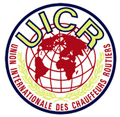 UICR
UNION INTERNATIONALE DES CHAUFFEURS ROUTIERS